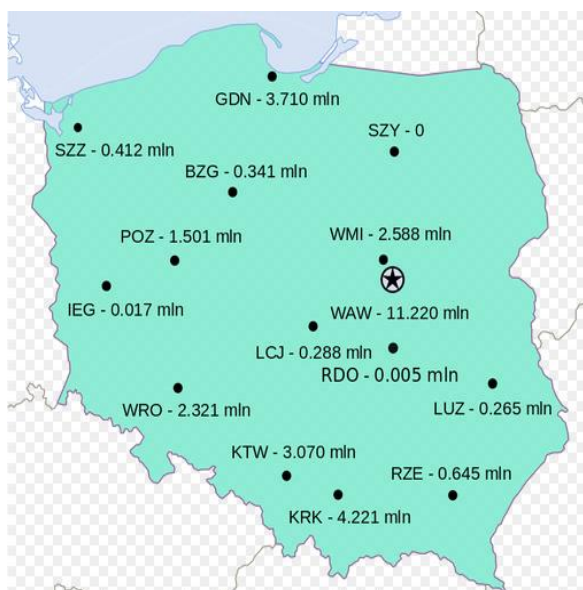 GDN - 3.710 mln
SZY - 0
SZZ - 0.412 mln
BZG - 0.341 mln
POZ - 1.501 mln
WMI - 2.588 mln
IEG - 0.017 mln
WAW - 11.220 mln
LCJ - 0.288 mln
RDO - 0.005 mln
WRO - 2.321 mln
LUZ - 0.265 mln
KTW - 3.070 mln
RZE - 0.645 mln
KRK - 4.221 mln